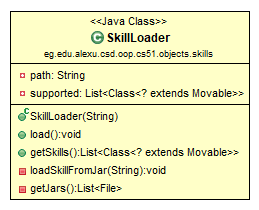 <<Java Class>>
SkillLoader
eg.edu.alexu.csd.oop.cs51.objects.skills
path: String
supported: List<Class<? extends Movable>>
SkillLoader(String)
load():void
getSkills():List<Class<? extends Movable>>
loadSkillFromJar(String):void
getJars():List<File>